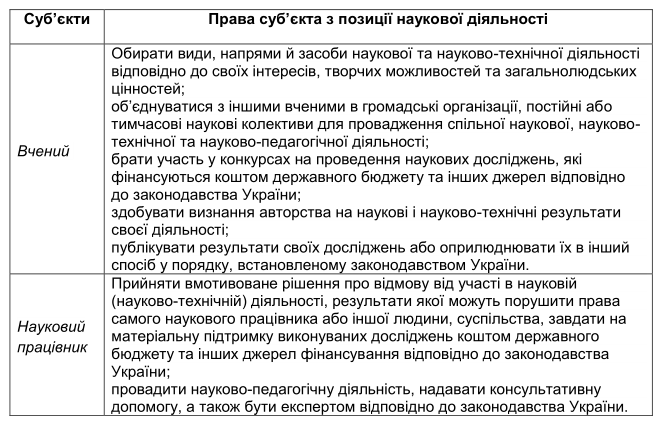 Суб’єкти
Права суб’єкта з позиції наукової діяльності
Вчений
Обирати види, напрями й засоби наукової та науково-технічної діяльності
відповідно до своїх інтересів, творчих можливостей та загальнолюдських
цінностей;
об’єднуватися з іншими вченими в громадські організації, постійні або
тимчасові наукові колективи для провадження спільної наукової, науково-
технічної та науково-педагогічної діяльності;
брати участь у конкурсах на проведення наукових досліджень, які
фінансуються коштом державного бюджету та інших джерел відповідно
до законодавства України;
здобувати визнання авторства на наукові і науково-технічні результати
своєї діяльності;
публікувати результати своїх досліджень або оприлюднювати їх в інший
спосіб у порядку, встановленому законодавством України.
Науковий
працівник
Прийняти вмотивоване рішення про відмову від участі в науковій
(науково-технічній) діяльності, результати якої можуть порушити права
самого наукового працівника або іншої людини, суспільства, завдати на
матеріальну підтримку виконуваних досліджень коштом державного
бюджету та інших джерел фінансування відповідно до законодавства
України;
провадити науково-педагогічну діяльність, надавати консультативну
допомогу, а також бути експертом відповідно до законодавства України.